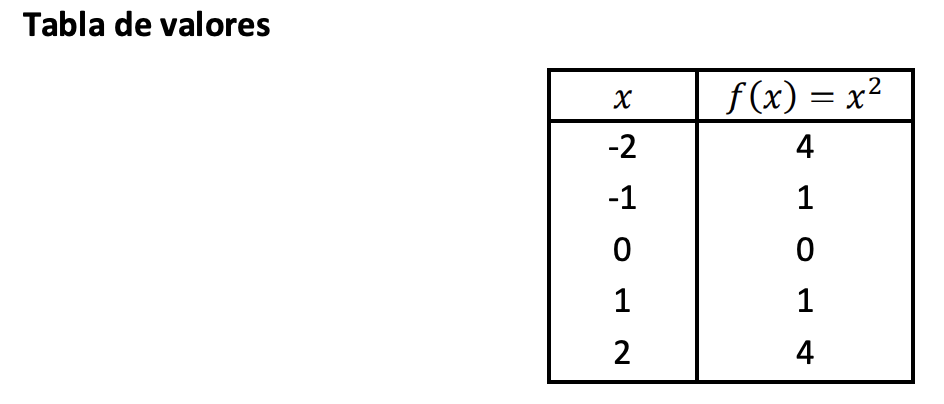 Tabla de valores
x f(x) = x²
-2 4
-1 1
0 0
1 1
2 4